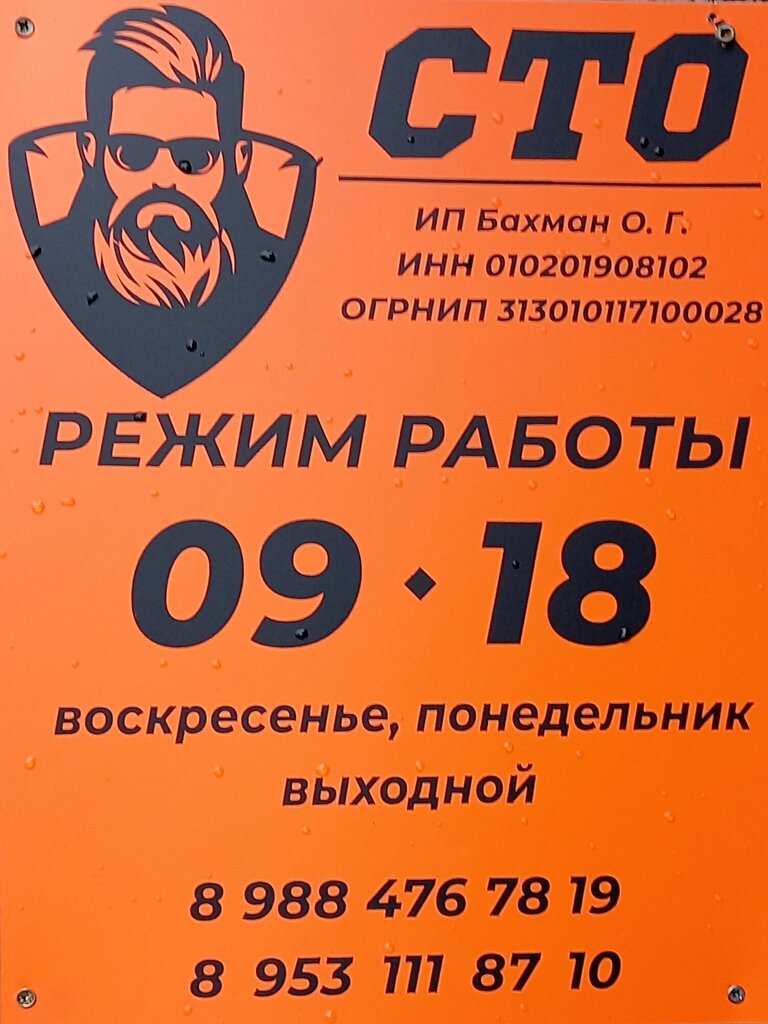 СТО
ИП Бахман О. Г.
ИНН 010201908102
ОГРНИП 313010117100028
РЕЖИМ РАБОТЫ
09 • 18
воскресенье, понедельник
выходной
8 988 476 78 19
8 953 111 87 10